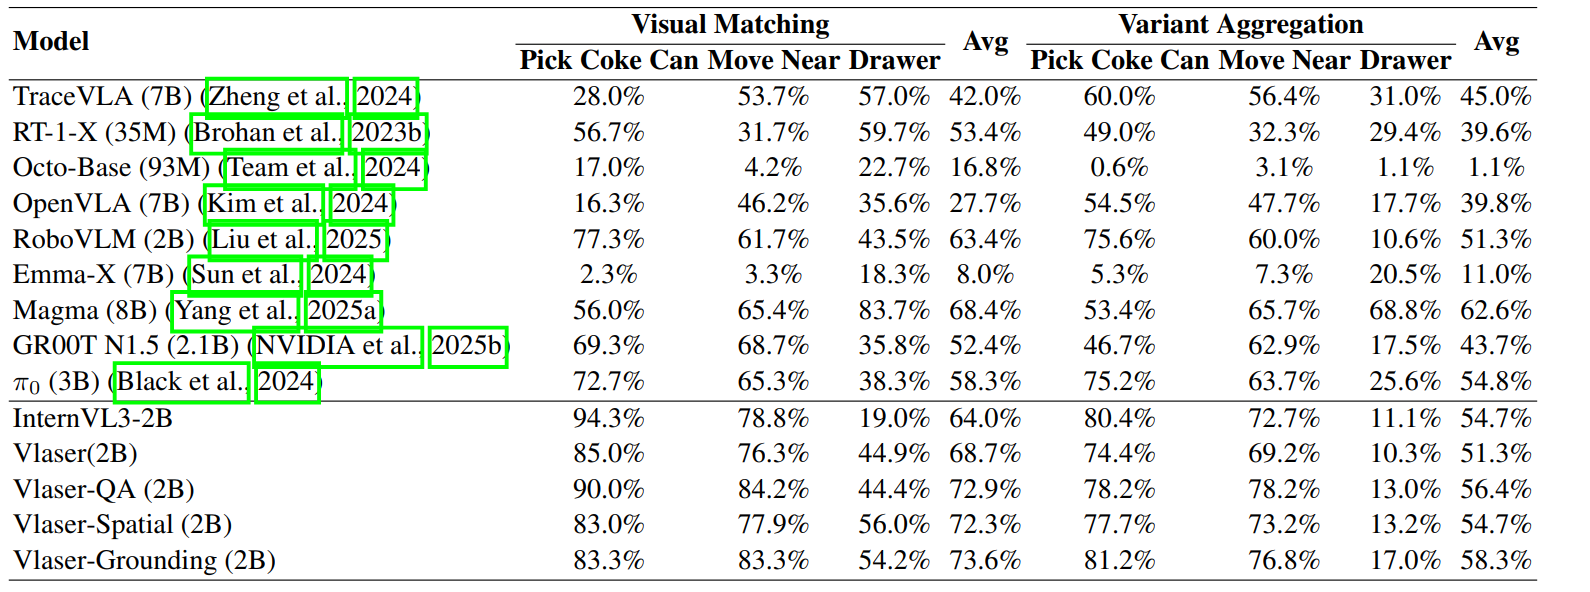 Model Visual Matching Avg Variant Aggregation Avg
Pick Coke Can Move Near Drawer Pick Coke Can Move Near Drawer
TraceVLA (7B) (Zheng et al., 2024) 28.0% 53.7% 57.0% 42.0% 60.0% 56.4% 31.0% 45.0%
RT-1-X (35M) (Brohan et al., 2023b) 56.7% 31.7% 59.7% 53.4% 49.0% 32.3% 29.4% 39.6%
Octo-Base (93M) (Team et al., 2024) 17.0% 4.2% 22.7% 16.8% 0.6% 3.1% 1.1% 1.1%
OpenVLA (7B) (Kim et al., 2024) 16.3% 46.2% 35.6% 27.7% 54.5% 47.7% 17.7% 39.8%
RoboVLM (2B) (Liu et al., 2025) 77.3% 61.7% 43.5% 63.4% 75.6% 60.0% 10.6% 51.3%
Emma-X (7B) (Sun et al., 2024) 2.3% 3.3% 18.3% 8.0% 5.3% 7.3% 20.5% 11.0%
Magma (8B) (Yang et al., 2025a) 56.0% 65.4% 83.7% 68.4% 53.4% 65.7% 68.8% 62.6%
GR00T N1.5 (2.1B) (NVIDIA et al., 2025b) 69.3% 68.7% 35.8% 52.4% 46.7% 62.9% 17.5% 43.7%
π₀ (3B) (Black et al., 2024) 72.7% 65.3% 38.3% 58.3% 75.2% 63.7% 25.6% 54.8%
InternVL3-2B 94.3% 78.8% 19.0% 64.0% 80.4% 72.7% 11.1% 54.7%
Vlaser(2B) 85.0% 76.3% 44.9% 68.7% 74.4% 69.2% 10.3% 51.3%
Vlaser-QA (2B) 90.0% 84.2% 44.4% 72.9% 78.2% 78.2% 13.0% 56.4%
Vlaser-Spatial (2B) 83.0% 77.9% 56.0% 72.3% 77.7% 73.2% 13.2% 54.7%
Vlaser-Grounding (2B) 83.3% 83.3% 54.2% 73.6% 81.2% 76.8% 17.0% 58.3%